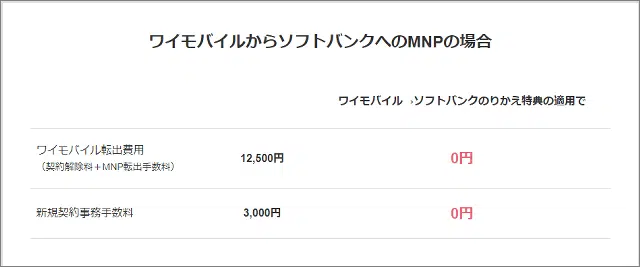 ワイモバイルからソフトバンクへのMNPの場合
ワイモバイル →ソフトバンクのりかえ特典の適用で
ワイモバイル転出費用 12,500円 0円
（契約解除料＋MNP転出手数料）
新規契約事務手数料 3,000円 0円